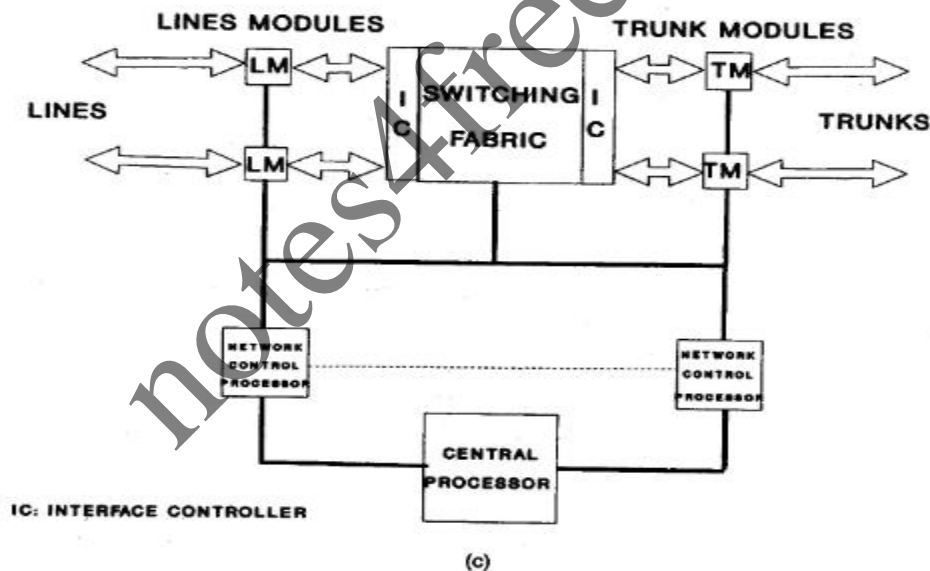 LINES MODULES
TRUNK MODULES
LM
LM
LINES
I
C
SWITCHING
FABRIC
I
C
TM
TM
TRUNKS
NETWORK
CONTROL
PROCESSOR
NETWORK
CONTROL
PROCESSOR
CENTRAL
PROCESSOR
IC: INTERFACE CONTROLLER
(c)
notes4free